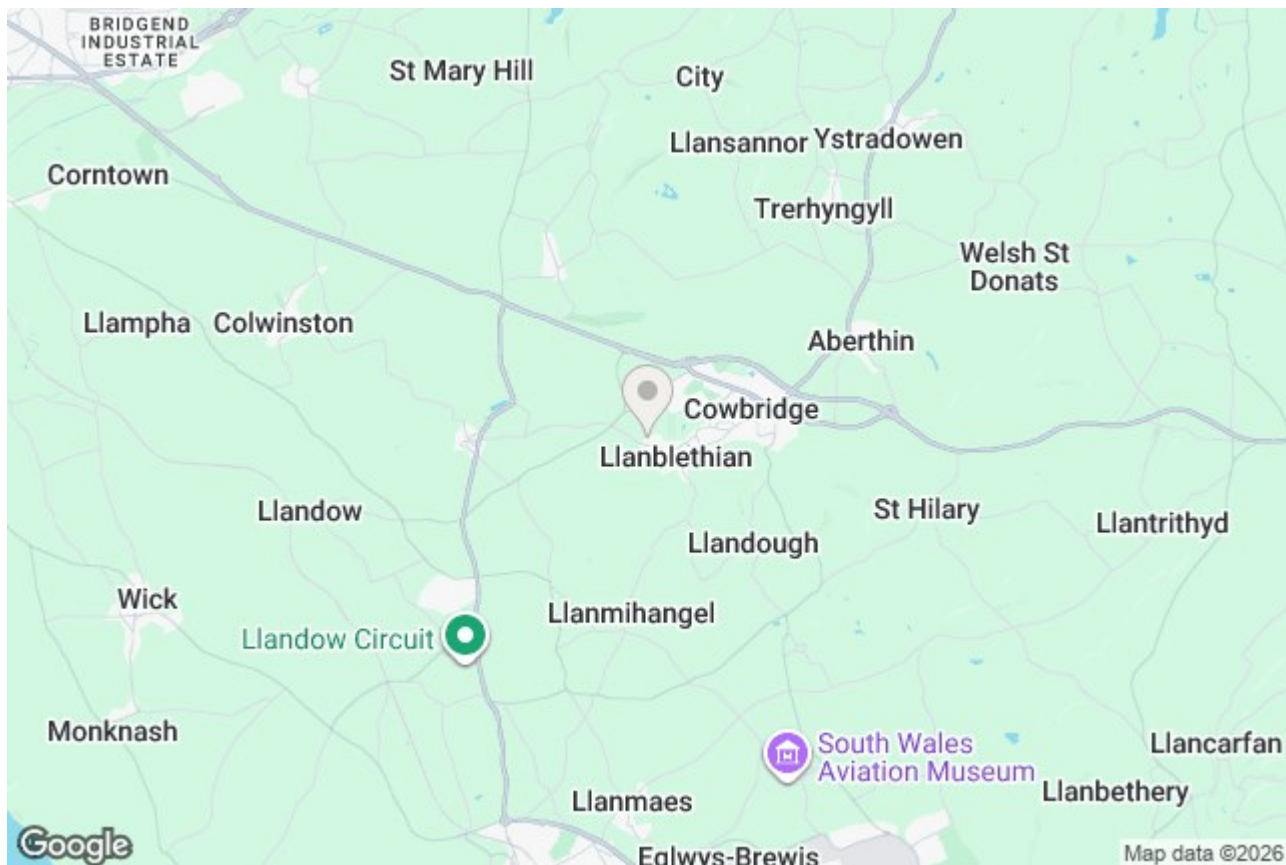 BRIDGEND
INDUSTRIAL
ESTATE
St Mary Hill
City
Llansannor
Ystradowen
Corntown
Trerhyngyll
Welsh St
Donats
Llampha
Colwinston
Aberthin
Cowbridge
Llanblethian
Llandow
St Hilary
Llantrithyd
Llandough
Wick
Llanmihangel
Llandow Circuit
Monknash
South Wales
Aviation Museum
Llancarfan
Llanmaes
Llanbethery
Eglwys-Brewis
Google
Map data ©2026